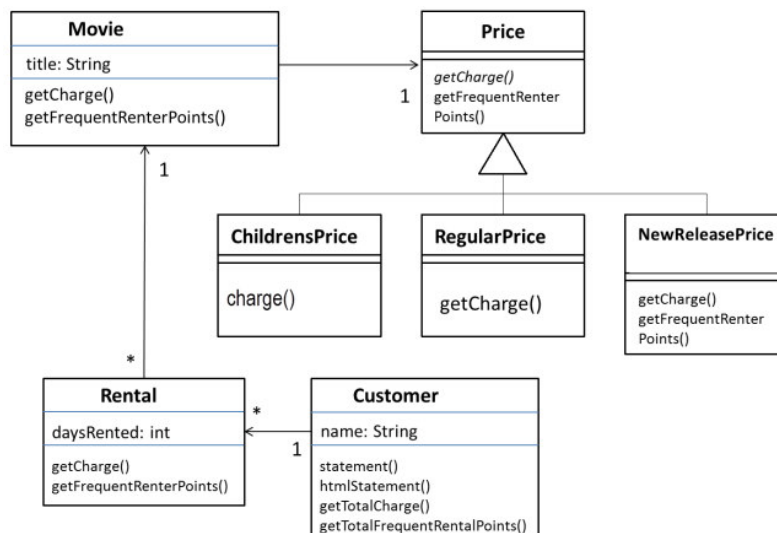 Movie
title: String
getCharge()
getFrequentRenterPoints()
1
Price
getCharge()
getFrequentRenter
Points()
1
ChildrensPrice
charge()
RegularPrice
getCharge()
NewReleasePrice
getCharge()
getFrequentRenter
Points()
*
Rental
daysRented: int
getCharge()
getFrequentRenterPoints()
*
1
Customer
name: String
statement()
htmlStatement()
getTotalCharge()
getTotalFrequentRentalPoints()